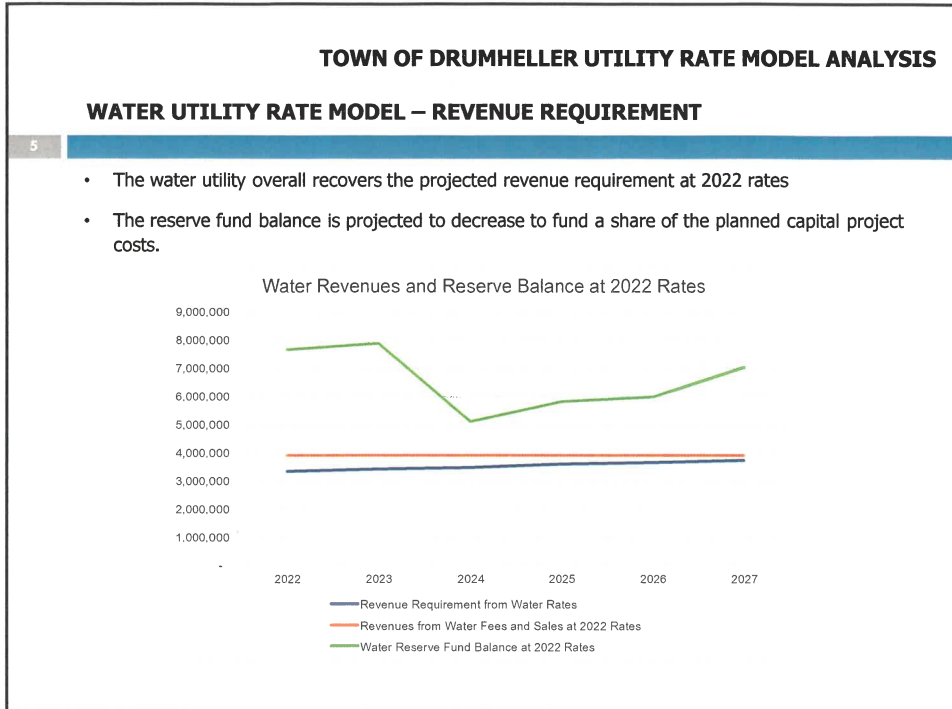 TOWN OF DRUMHELLER UTILITY RATE MODEL ANALYSIS
WATER UTILITY RATE MODEL – REVENUE REQUIREMENT
5
• The water utility overall recovers the projected revenue requirement at 2022 rates
• The reserve fund balance is projected to decrease to fund a share of the planned capital project
costs.
Water Revenues and Reserve Balance at 2022 Rates
9,000,000
8,000,000
7,000,000
6,000,000
5,000,000
4,000,000
3,000,000
2,000,000
1,000,000
-
2022 2023 2024 2025 2026 2027
Revenue Requirement from Water Rates
Revenues from Water Fees and Sales at 2022 Rates
Water Reserve Fund Balance at 2022 Rates